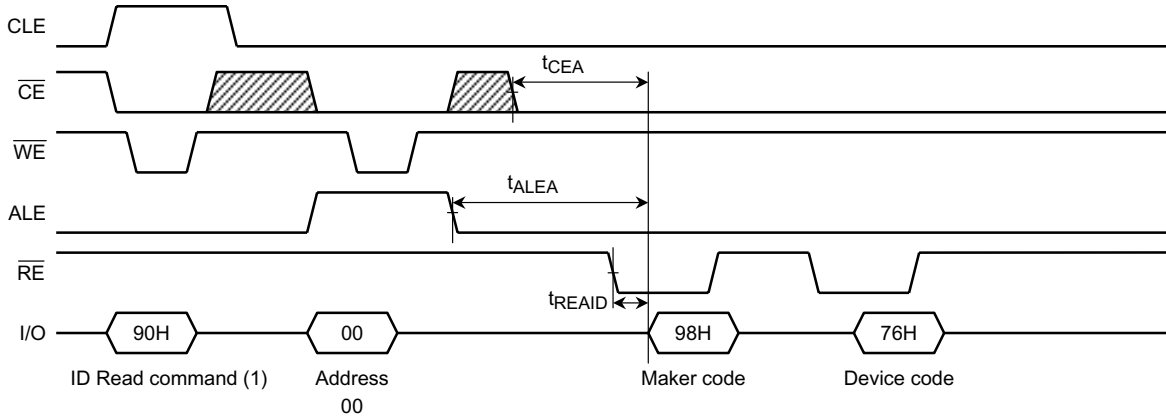 CLE
tCEA
CE
WE
tALEA
ALE
RE
tREAID
I/O 90H 00 98H 76H
ID Read command (1) Address Maker code Device code
00